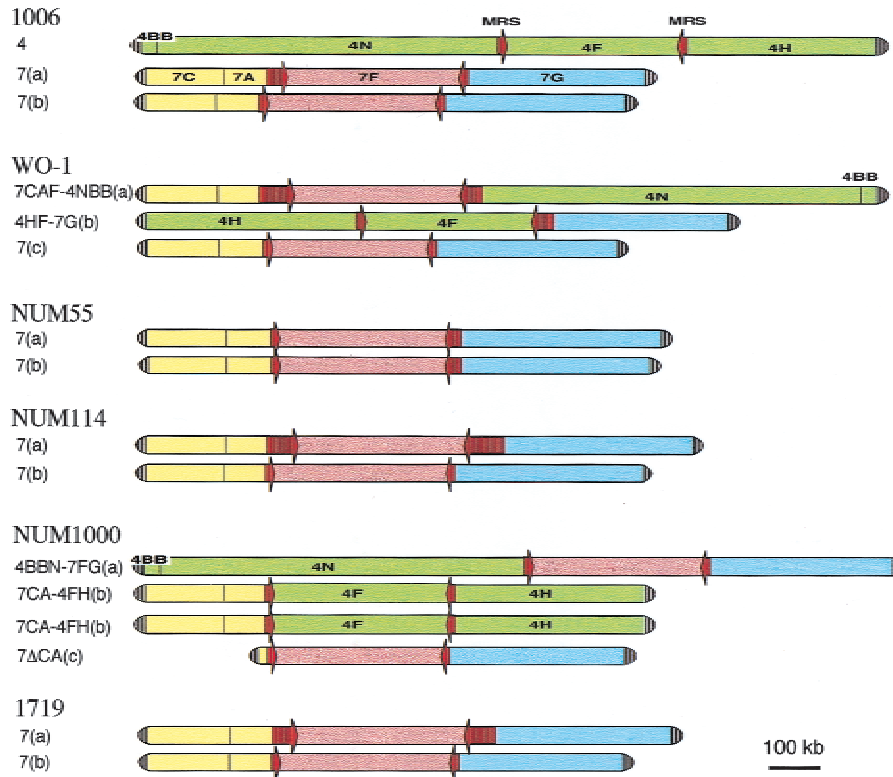 1006
MRS MRS
4 4BB 4N 4F 4H
7(a) 7C 7A 7F 7G
7(b)
WO-1
4BB
7CAF-4NBB(a) 4N
4HF-7G(b) 4H 4F
7(c)
NUM55
7(a)
7(b)
NUM114
7(a)
7(b)
NUM1000
4BBN-7FG(a) 4BB 4N
7CA-4FH(b) 4F 4H
7CA-4FH(b) 4F 4H
7ΔCA(c)
1719
7(a)
7(b)
100 kb